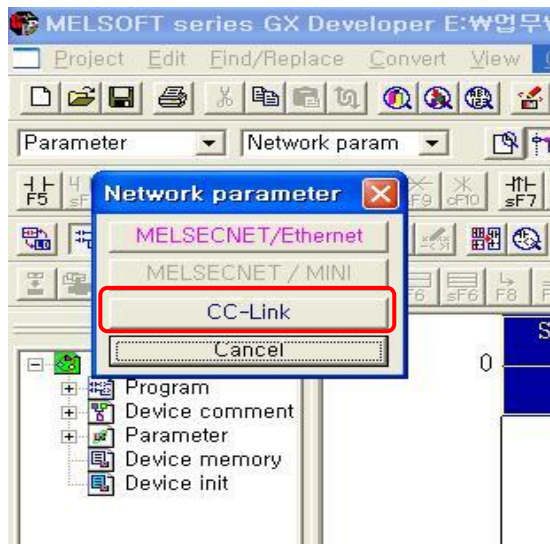 MELSOFT series GX Developer E:₩업무₩
Project Edit Find/Replace Convert View
Parameter Network param
F5 sF F9 cF10 sF7
Network parameter
MELSECNET/Ethernet
MELSECNET / MINI
CC-Link
Cancel
F6 sF6 F8 F
S
0
Program
Device comment
Parameter
Device memory
Device init